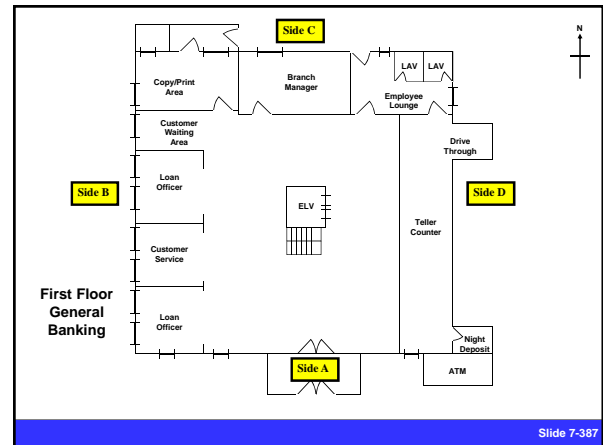 Side C
N
LAV
LAV
Copy/Print
Area
Branch
Manager
Employee
Lounge
Customer
Waiting
Area
Drive
Through
Side B
Loan
Officer
Side D
ELV
Teller
Counter
Customer
Service
First Floor
General
Banking
Loan
Officer
Night
Deposit
Side A
ATM
Slide 7-387